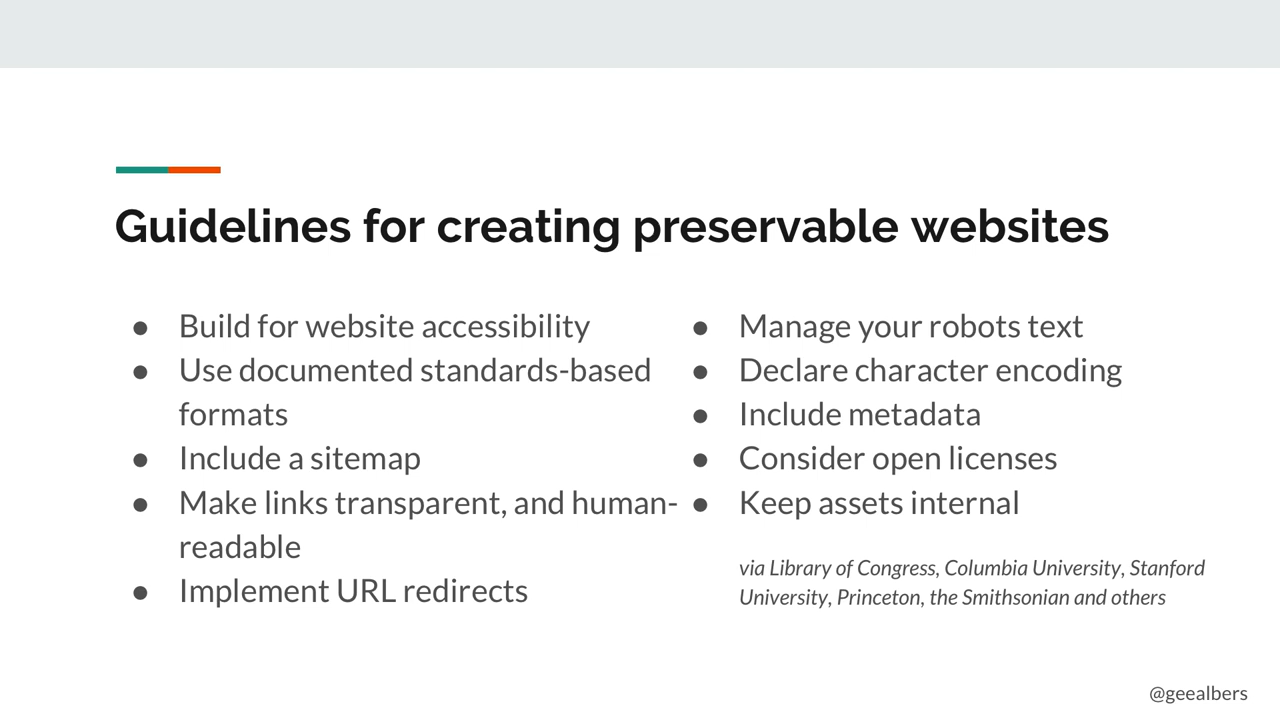 Guidelines for creating preservable websites
● Build for website accessibility
● Use documented standards-based
formats
● Include a sitemap
● Make links transparent, and human-
readable
● Implement URL redirects
● Manage your robots text
● Declare character encoding
● Include metadata
● Consider open licenses
● Keep assets internal
via Library of Congress, Columbia University, Stanford
University, Princeton, the Smithsonian and others
@geealbers